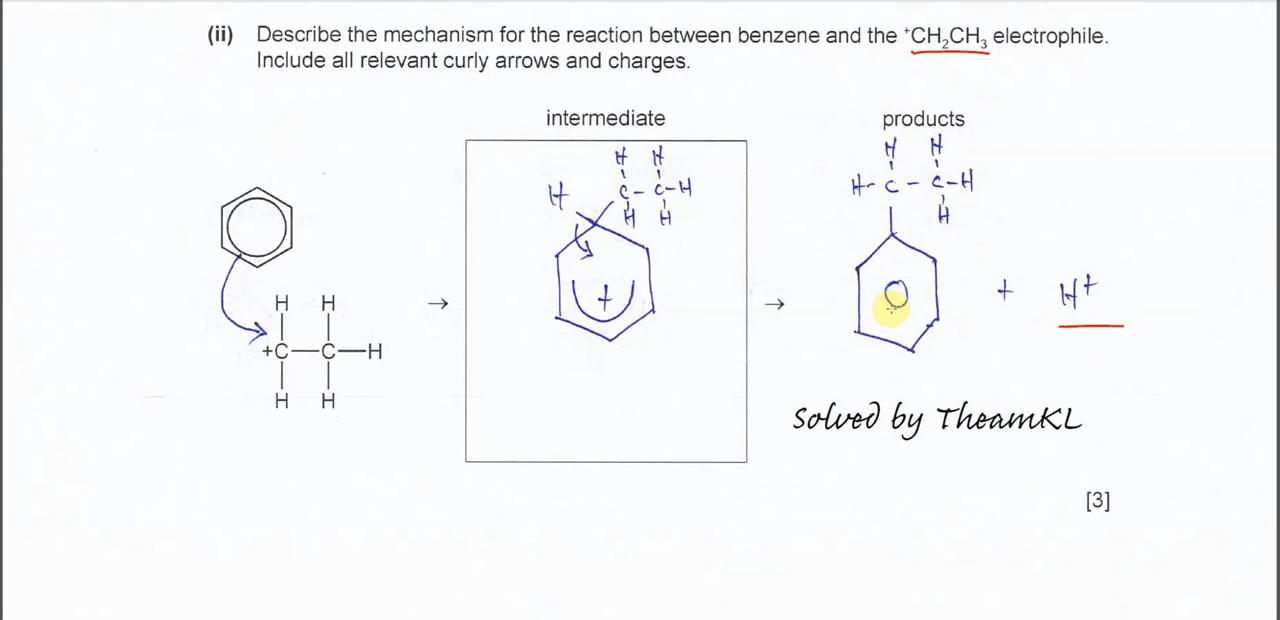 (ii) Describe the mechanism for the reaction between benzene and the ⁺CH₂CH₃ electrophile.
Include all relevant curly arrows and charges.
intermediate
products
H H
H C – C – H
H H
+
H H
H – C – C – H
H
+ H⁺
H H
+C—C—H
H H
→
→
Solved by TheamKL
[3]